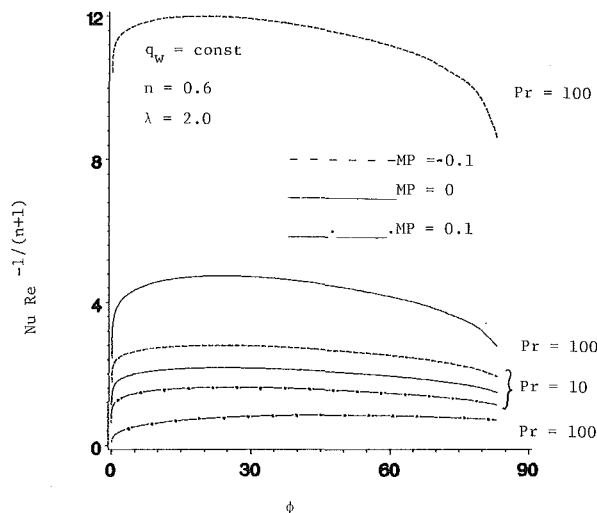 12
q_w = const
n = 0.6
λ = 2.0
Pr = 100
8
MP = -0.1
MP = 0
MP = 0.1
Nu Re^-1/(n+1)
4
Pr = 100
Pr = 10
Pr = 100
0
0 30 60 90
φ